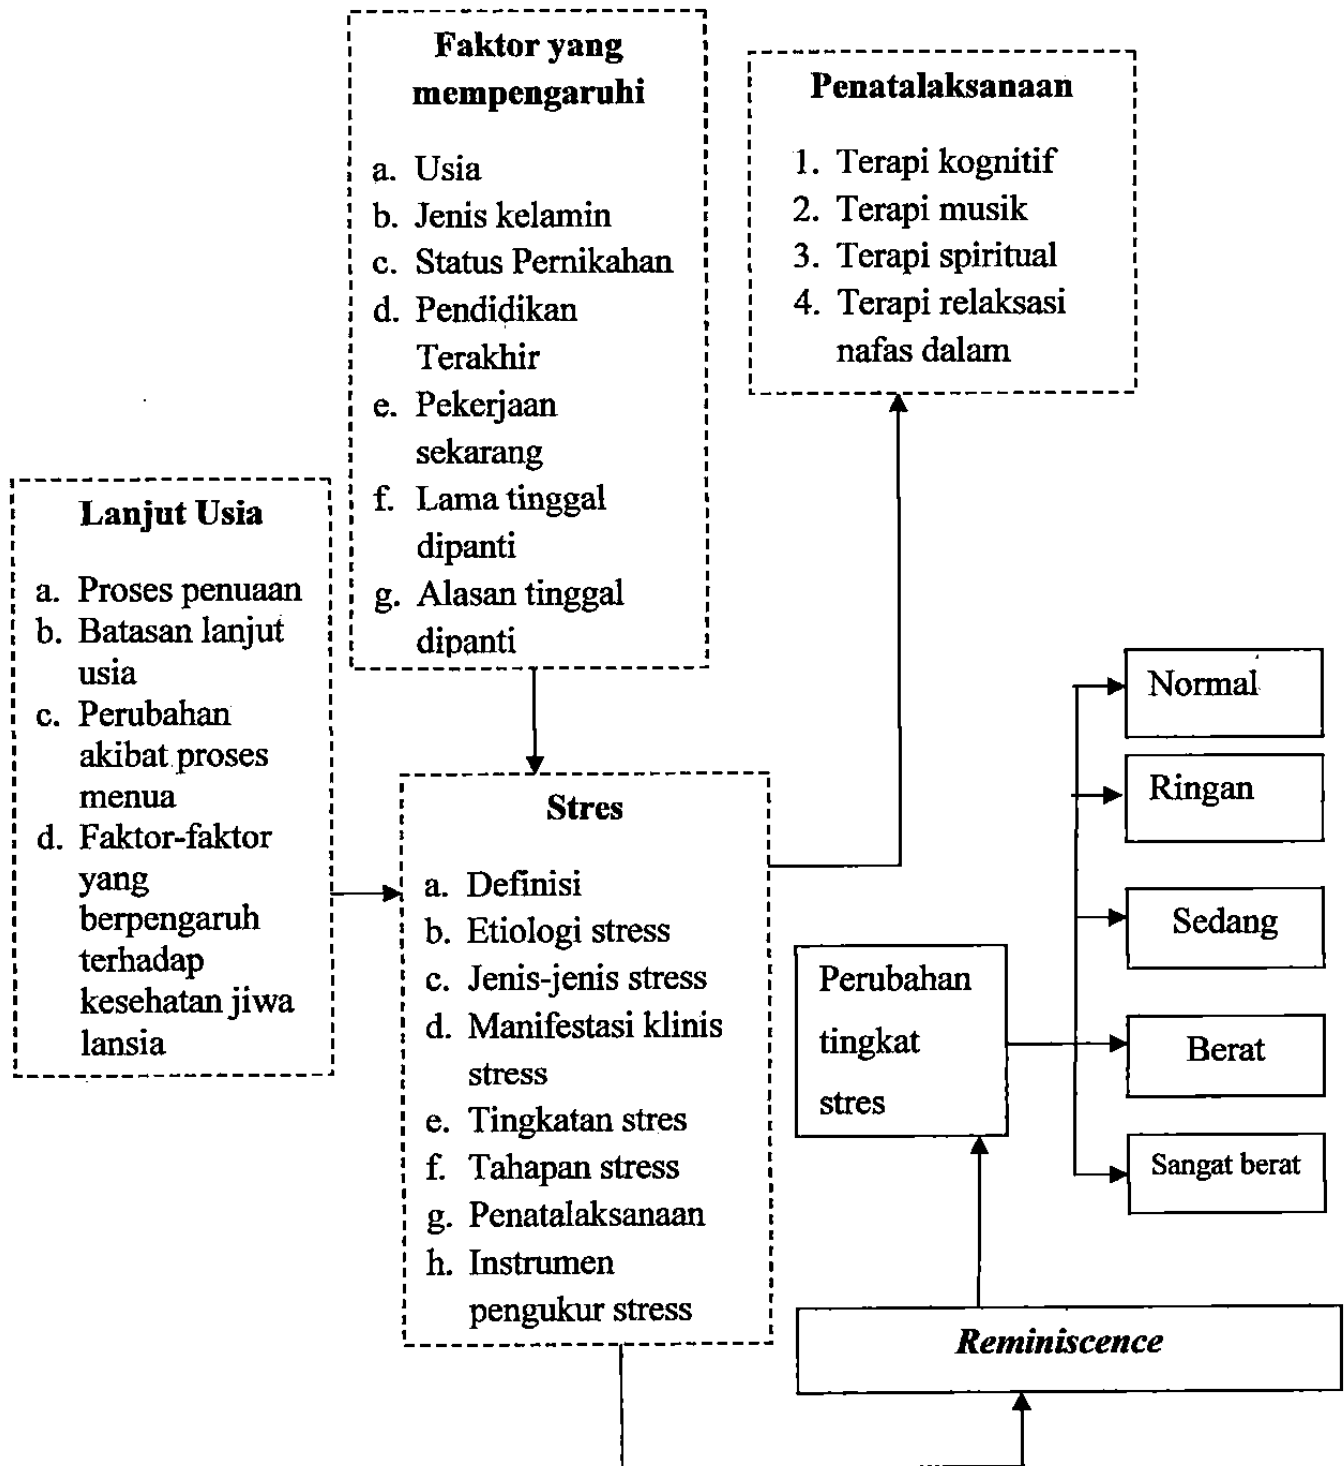 Faktor yang
mempengaruhi
a. Usia
b. Jenis kelamin
c. Status Pernikahan
d. Pendidikan
Terakhir
e. Pekerjaan
sekarang
f. Lama tinggal
dipanti
g. Alasan tinggal
dipanti
Penatalaksanaan
1. Terapi kognitif
2. Terapi musik
3. Terapi spiritual
4. Terapi relaksasi
nafas dalam
Lanjut Usia
a. Proses penuaan
b. Batasan lanjut
usia
c. Perubahan
akibat proses
menua
d. Faktor-faktor
yang
berpengaruh
terhadap
kesehatan jiwa
lansia
Stres
a. Definisi
b. Etiologi stress
c. Jenis-jenis stress
d. Manifestasi klinis
stress
e. Tingkatan stres
f. Tahapan stress
g. Penatalaksanaan
h. Instrumen
pengukur stress
Perubahan
tingkat
stres
Normal
Ringan
Sedang
Berat
Sangat berat
Reminiscence